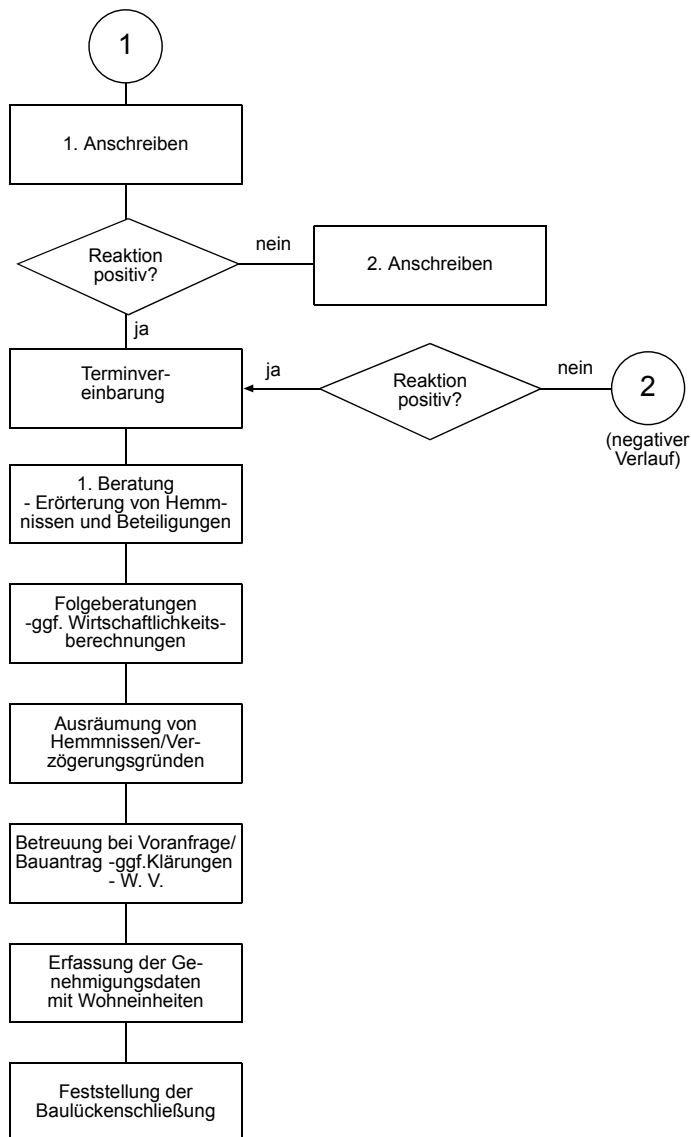 1
1. Anschreiben
Reaktion
positiv?
nein
2. Anschreiben
ja
Terminver-
einbarung
ja
Reaktion
positiv?
nein
2
(negativer
Verlauf)
1. Beratung
- Erörterung von Hemm-
nissen und Beteiligungen
Folgeberatungen
-ggf. Wirtschaftlichkeits-
berechnungen
Ausräumung von
Hemmnissen/Ver-
zögerungsgründen
Betreuung bei Voranfrage/
Bauantrag -ggf.Klärungen
- W. V.
Erfassung der Ge-
nehmigungsdaten
mit Wohneinheiten
Feststellung der
Baulückenschließung